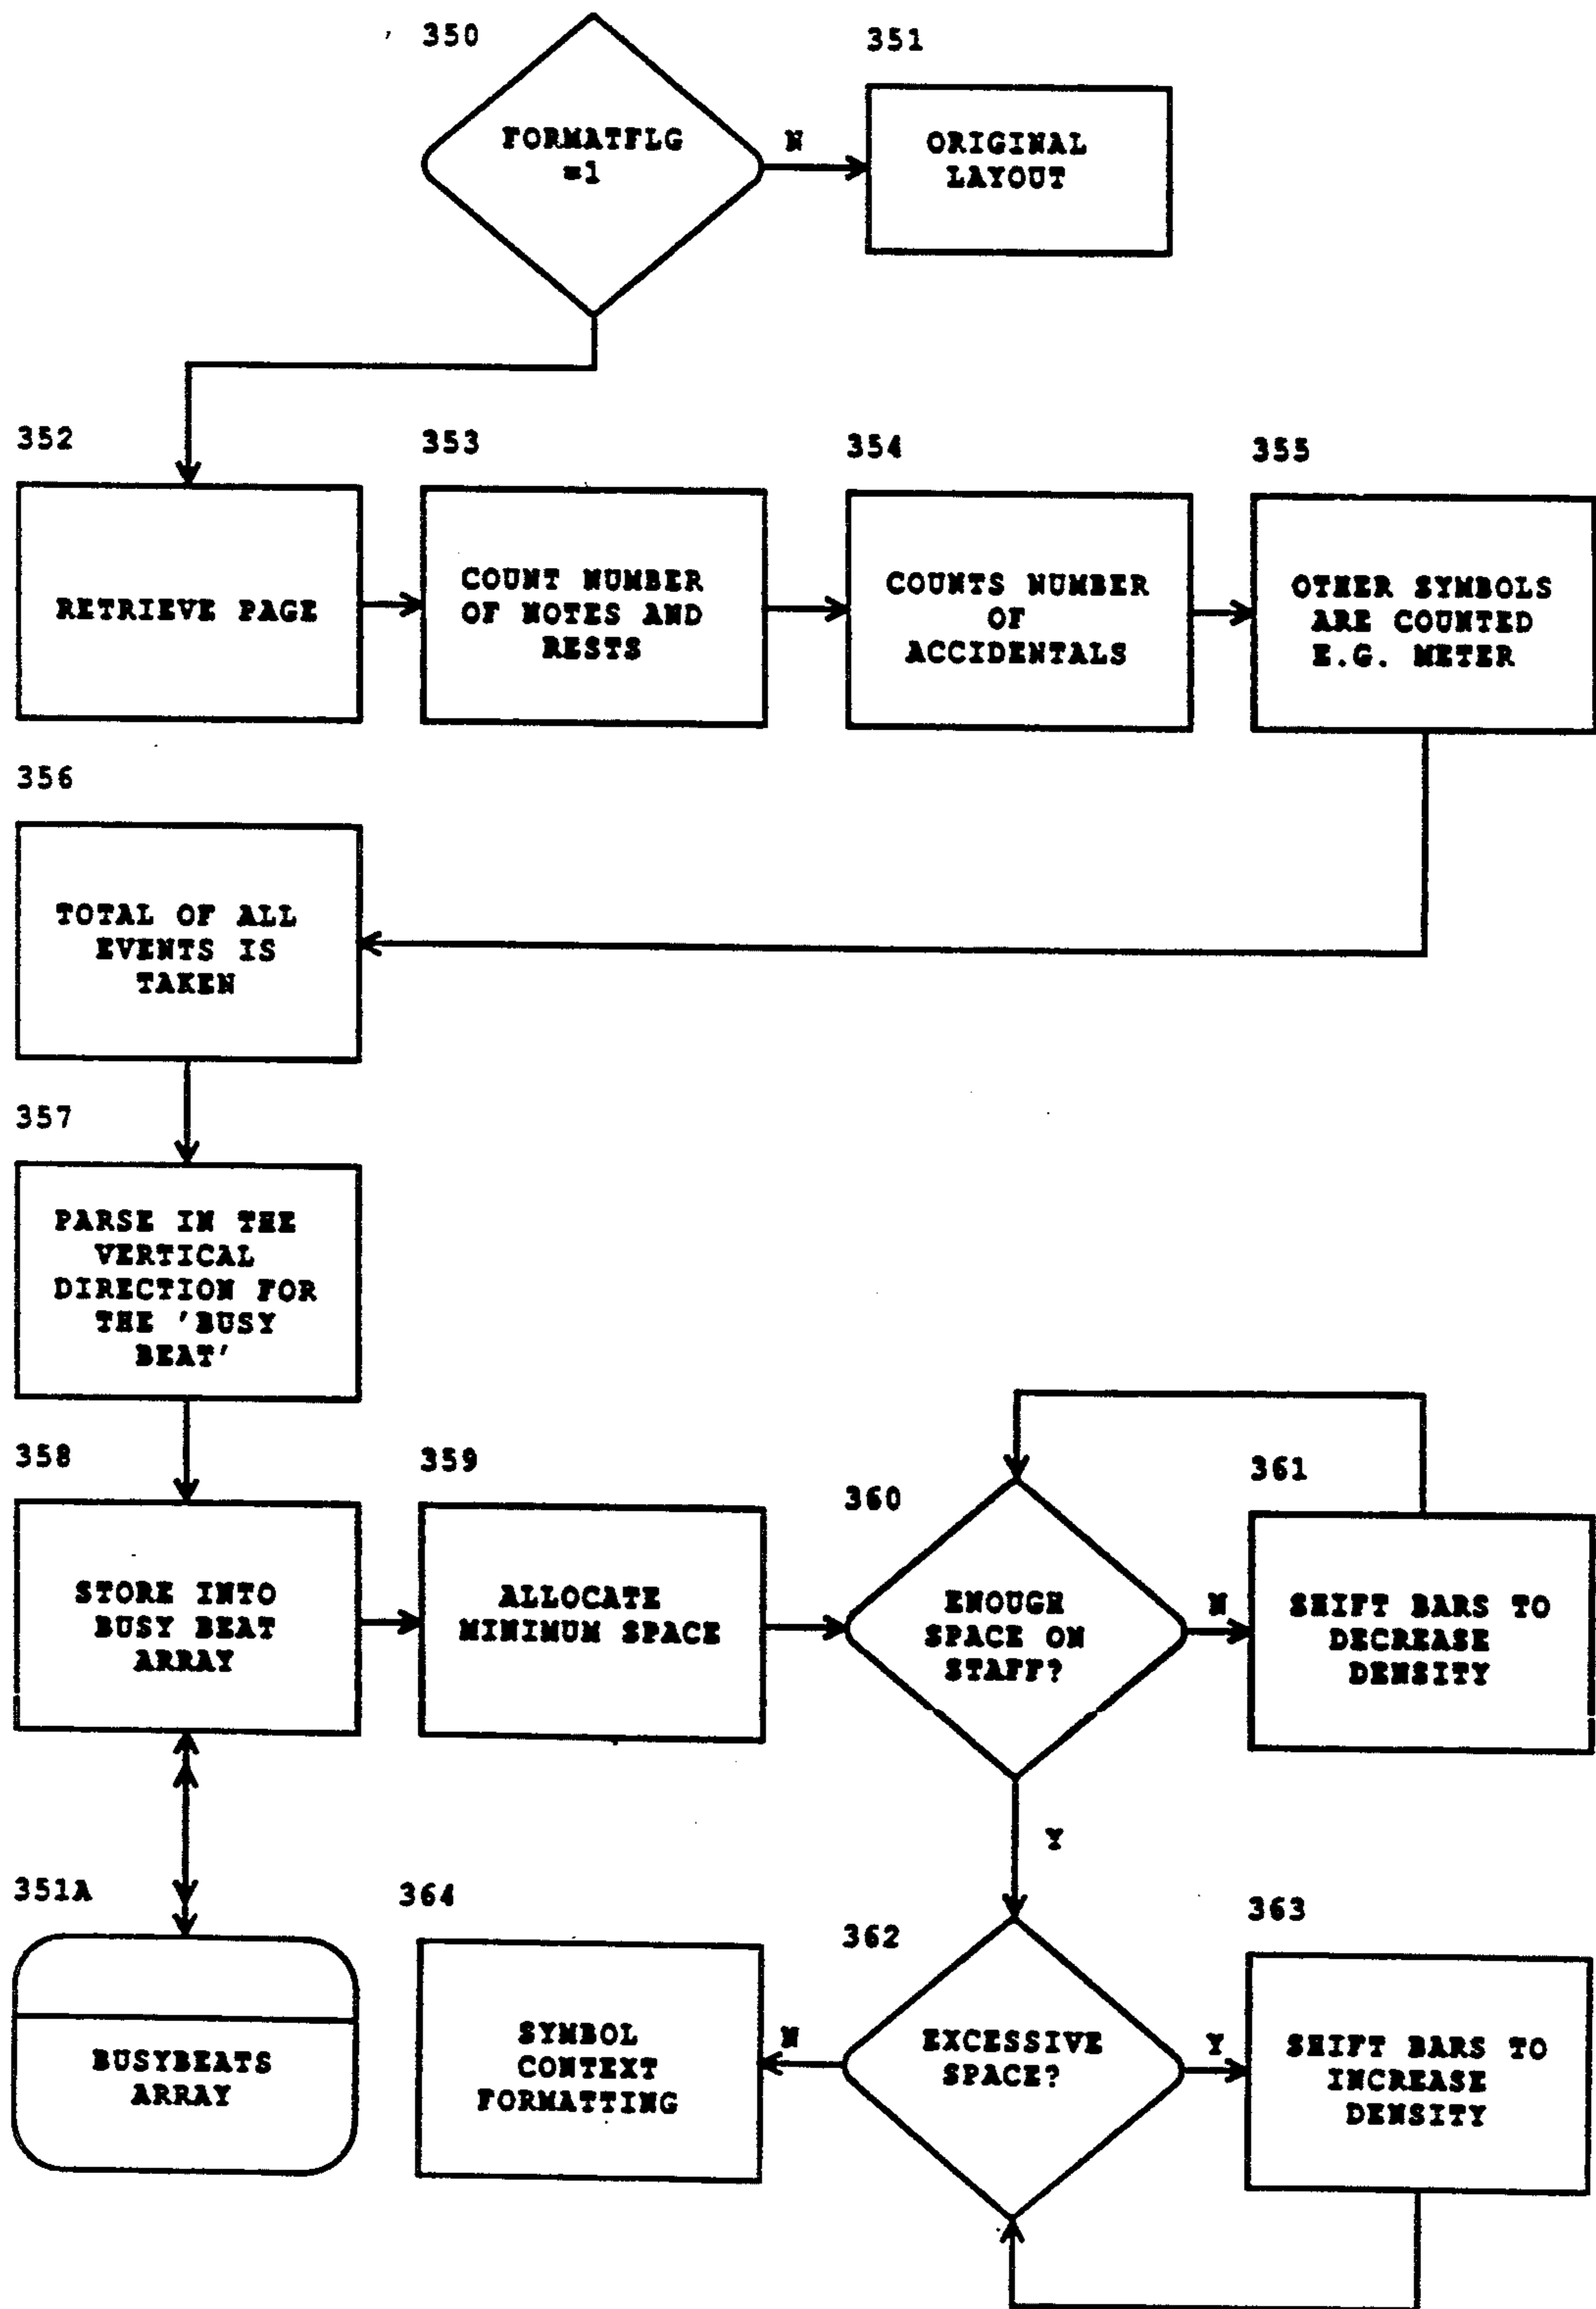 350
351
FORMATFLG
=1
N
ORIGINAL
LAYOUT
352
353
354
355
RETRIEVE PAGE
COUNT NUMBER
OF NOTES AND
RESTS
COUNTS NUMBER
OF
ACCIDENTALS
OTHER SYMBOLS
ARE COUNTED
E.G. METER
356
TOTAL OF ALL
EVENTS IS
TAKEN
357
PARSE IN THE
VERTICAL
DIRECTION FOR
THE 'BUSY
BEAT'
358
359
360
361
STORE INTO
BUSY BEAT
ARRAY
ALLOCATE
MINIMUM SPACE
ENOUGH
SPACE ON
STAFF?
N
SHIFT BARS TO
DECREASE
DENSITY
Y
351A
364
362
363
BUSYBEATS
ARRAY
SYMBOL
CONTEXT
FORMATTING
N
EXCESSIVE
SPACE?
Y
SHIFT BARS TO
INCREASE
DENSITY